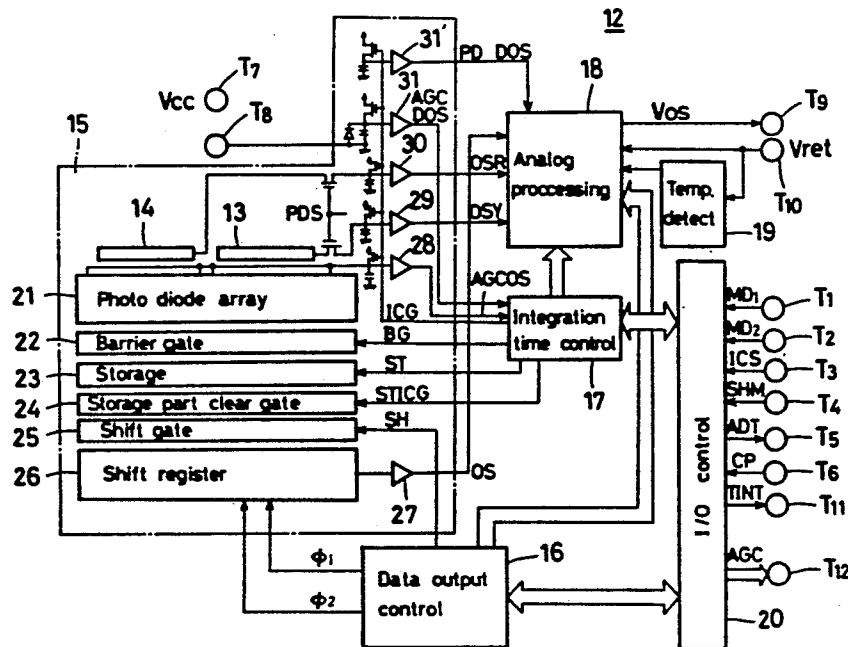 12
31'
PD DOS
18
T7
Vcc
T8
31
AGC
DOS
Vos
T9
15
30
Analog
proccessing
OSR
Vret
T10
Temp.
detect
19
14
13
PDS
29
OSY
28
AGCOS
21
Photo diode array
ICG
Integration
time control
17
MD1
T1
22
Barrier gate
BG
MD2
T2
23
Storage
ST
ICS
T3
24
Storage part clear gate
STICG
SHM
T4
25
Shift gate
SH
ADT
T5
26
Shift register
OS
27
CP
T6
TINT
T11
I/O control
16
Φ1
Φ2
Data output
control
AGC
T12
20